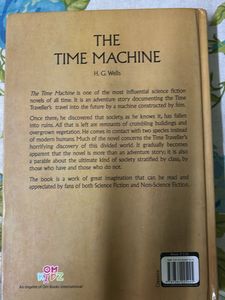 THE
TIME MACHINE
H. G. Wells
The Time Machine is one of the most influential science fiction
novels of all time. It is an adventure story documenting the Time
Traveller's travel into the future by a machine constructed by him.
Once there, he discovered that society, as he knows it, has fallen
into ruins. All that is left are remnants of crumbling buildings and
overgrown vegetation. He comes in contact with two species instead
of modern humans. Much of the novel concerns the Time Traveller's
horrifying discovery of this divided world. It gradually becomes
apparent that the novel is more than an adventure story; it is also
a parable about the ultimate kind of society stratified by class, by
those who have and those who do not.
The book is a work of great imagination that can be read and
appreciated by fans of both Science Fiction and Non-Science Fiction.
OM
KIDZ
An imprint of OM Books International